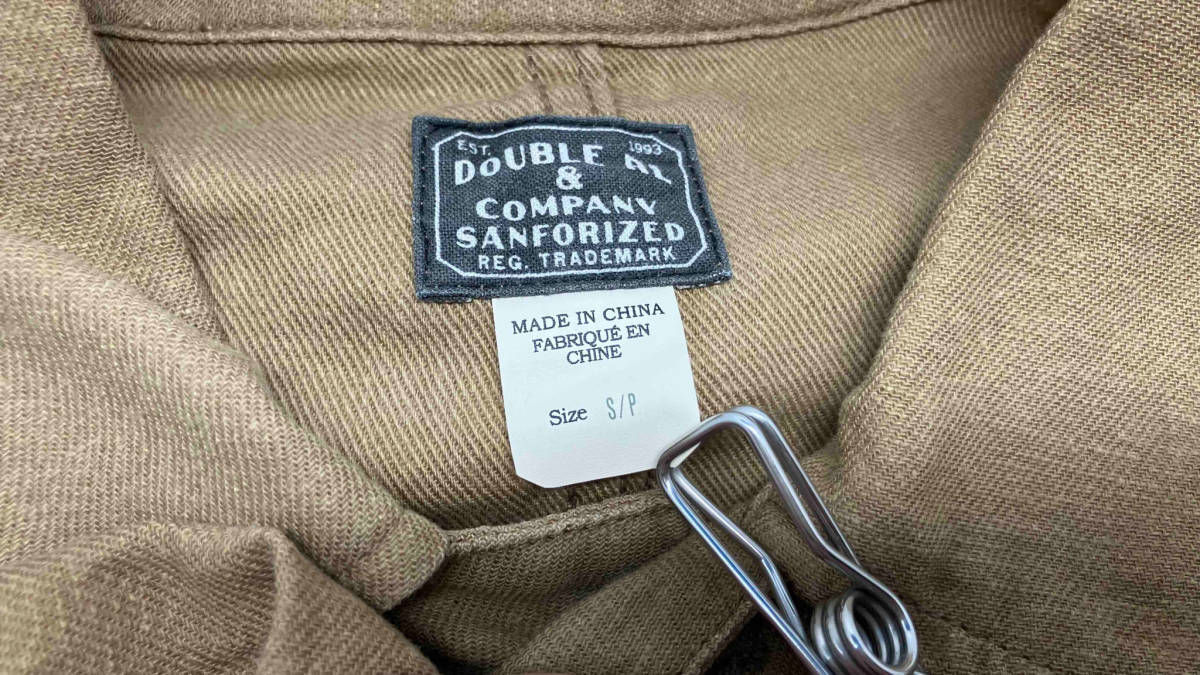 EST. 1993
DOUBLE RL
&
COMPANY
SANFORIZED
REG. TRADEMARK
MADE IN CHINA
FABRIQUÉ EN
CHINE
Size S/P